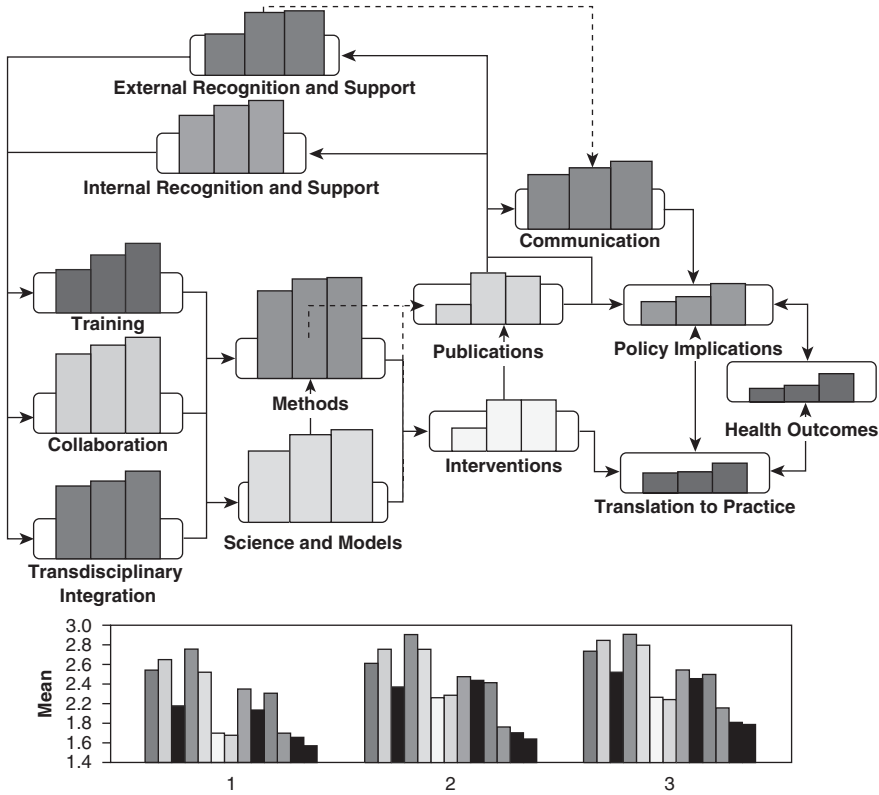 External Recognition and Support
Internal Recognition and Support
Communication
Training
Methods
Publications
Policy Implications
Collaboration
Health Outcomes
Interventions
Science and Models
Translation to Practice
Transdisciplinary
Integration
3.0
2.8
2.6
2.4
2.2
1.8
1.6
1.4
Mean
1
2
3